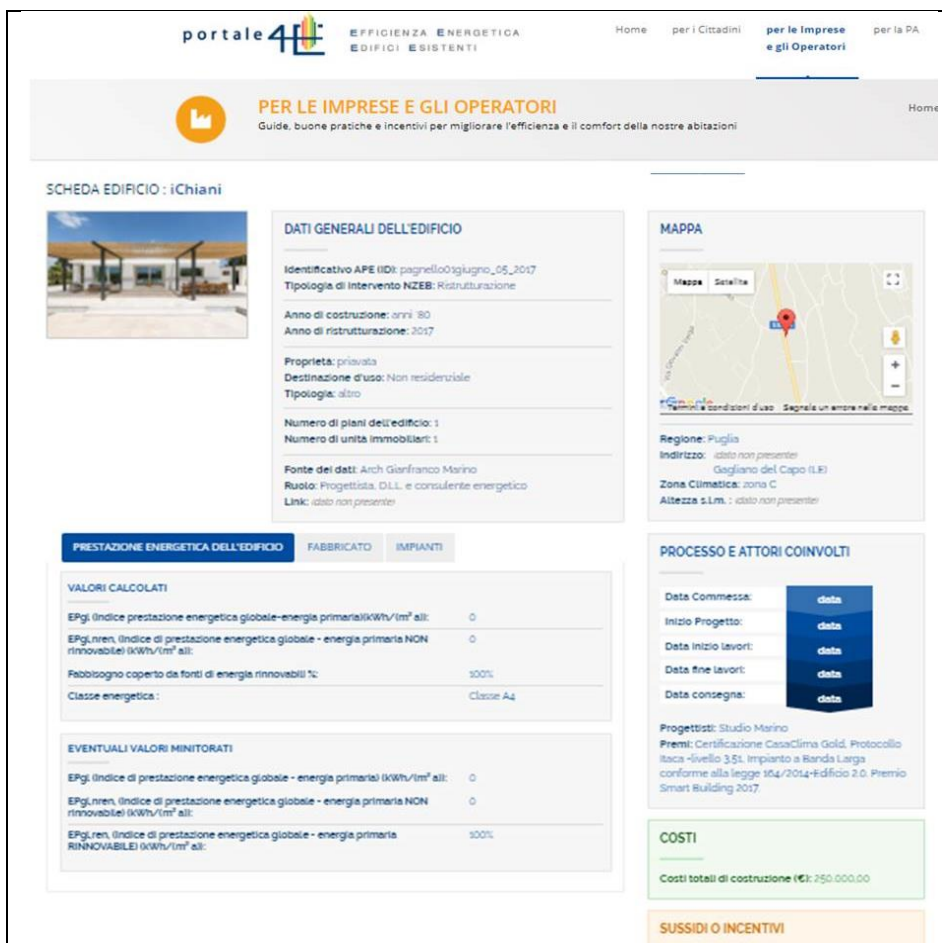 portale 4E
EFFICIENZA ENERGETICA
EDIFICI ESISTENTI
Home
per i Cittadini
per le Imprese
e gli Operatori
per la PA
PER LE IMPRESE E GLI OPERATORI
Guide, buone pratiche e incentivi per migliorare l'efficienza e il comfort della nostre abitazioni
Home
SCHEDA EDIFICIO : iChiani
DATI GENERALI DELL'EDIFICIO
Identificativo APE (ID): pagnello01giugno_05_2017
Tipologia di intervento NZEB: Ristrutturazione
Anno di costruzione: anni '80
Anno di ristrutturazione: 2017
Proprietà: priavata
Destinazione d'uso: Non residenziale
Tipologia: altro
Numero di piani dell'edificio: 1
Numero di unità immobiliari: 1
Fonte dei dati: Arch Gianfranco Marino
Ruolo: Progettista, D.LL. e consulente energetico
Link: (dato non presente)
MAPPA
Mappa
Satellite
Via Giovanni Verga
Google
Termini e condizioni d'uso
Segnala un errore nella mappa
Regione: Puglia
Indirizzo: (dato non presente)
Gagliano del Capo (LE)
Zona Climatica: zona C
Altezza s.l.m. : (dato non presente)
PRESTAZIONE ENERGETICA DELL'EDIFICIO
FABBRICATO
IMPIANTI
VALORI CALCOLATI
EPgl (Indice prestazione energetica globale-energia primaria)(kWh/(m² a)): 0
EPgl,nren, (Indice di prestazione energetica globale - energia primaria NON
rinnovabile) (kWh/(m² a)): 0
Fabbisogno coperto da fonti di energia rinnovabili %: 100%
Classe energetica : Classe A4
EVENTUALI VALORI MINITORATI
EPgl (Indice di prestazione energetica globale - energia primaria) (kWh/(m² a)): 0
EPgl,nren, (Indice di prestazione energetica globale - energia primaria NON
rinnovabile) (kWh/(m² a)): 0
EPgl,ren, (Indice di prestazione energetica globale - energia primaria
RINNOVABILE) (kWh/(m² a)): 100%
PROCESSO E ATTORI COINVOLTI
Data Commessa: data
Inizio Progetto: data
Data inizio lavori: data
Data fine lavori: data
Data consegna: data
Progettisti: Studio Marino
Premi: Certificazione CasaClima Gold, Protocollo
Itaca -livello 3,51, Impianto a Banda Larga
conforme alla legge 164/2014-Edificio 2.0, Premio
Smart Building 2017.
COSTI
Costi totali di costruzione (€): 250.000,00
SUSSIDI O INCENTIVI